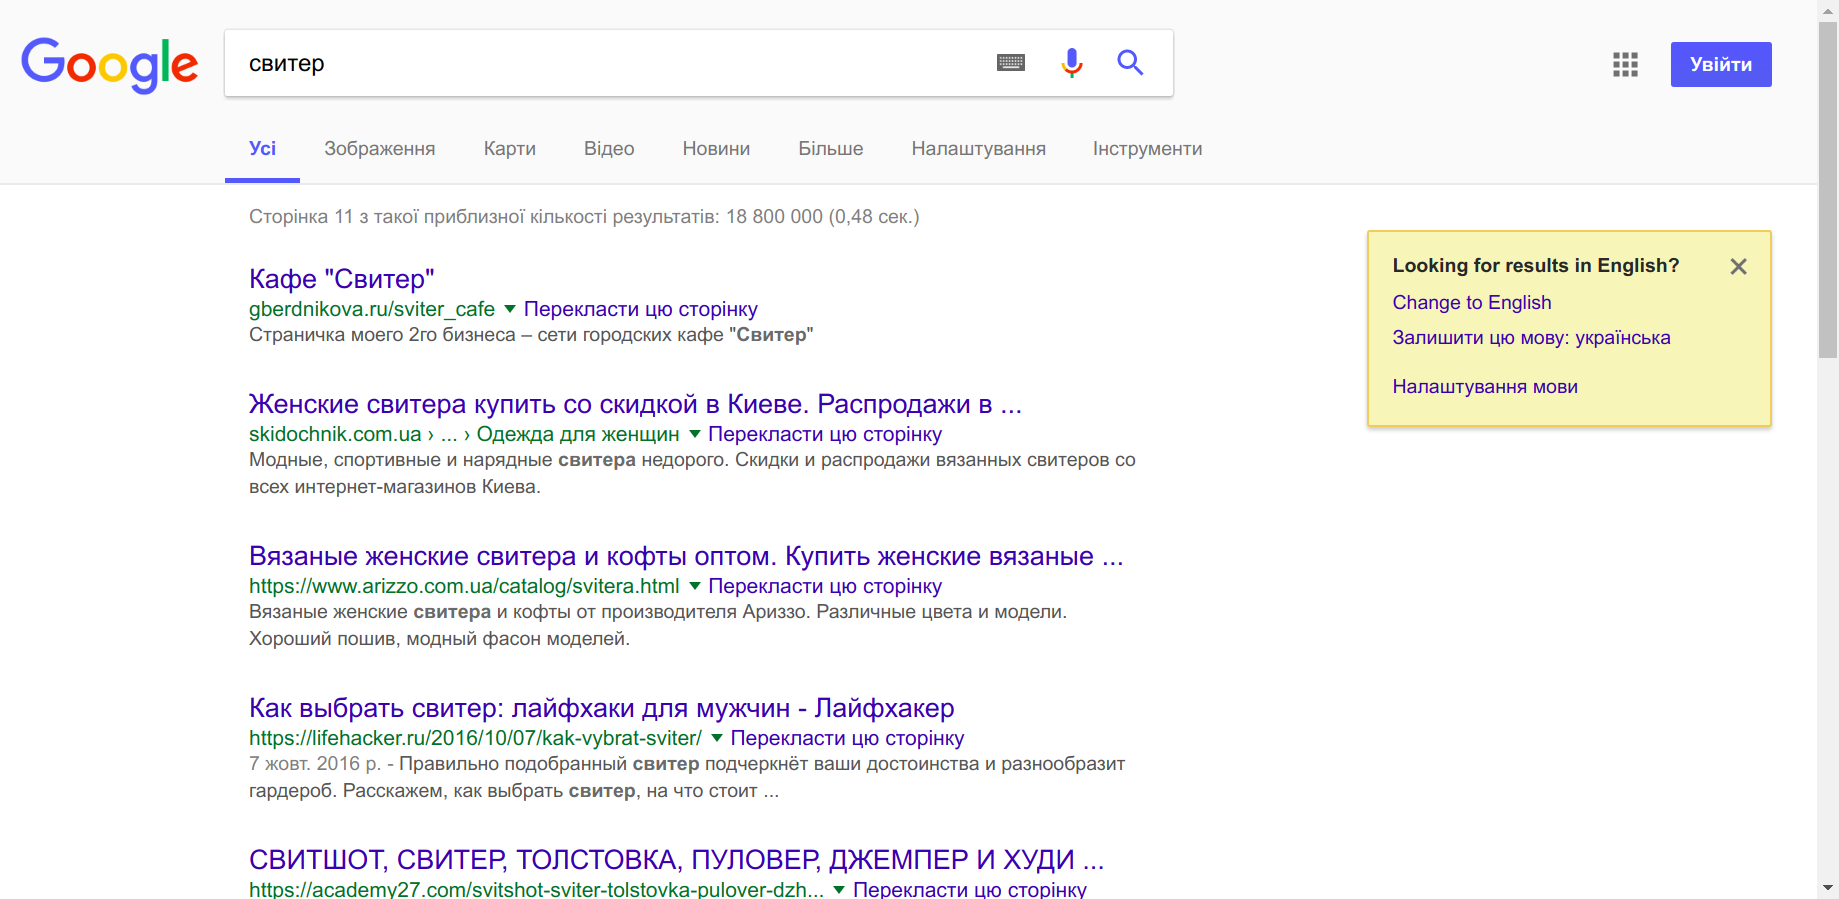 Google
свитер
Увійти
Усі Зображення Карти Відео Новини Більше Налаштування Інструменти
Сторінка 11 з такої приблизної кількості результатів: 18 800 000 (0,48 сек.)
Кафе "Свитер"
gberdnikova.ru/sviter_cafe Перекласти цю сторінку
Страничка моего 2го бизнеса – сети городских кафе "Свитер"
Женские свитера купить со скидкой в Киеве. Распродажи в ...
skidochnik.com.ua › ... › Одежда для женщин Перекласти цю сторінку
Модные, спортивные и нарядные свитера недорого. Скидки и распродажи вязанных свитеров со
всех интернет-магазинов Киева.
Вязаные женские свитера и кофты оптом. Купить женские вязаные ...
https://www.arizzo.com.ua/catalog/svitera.html Перекласти цю сторінку
Вязаные женские свитера и кофты от производителя Ариззо. Различные цвета и модели.
Хороший пошив, модный фасон моделей.
Как выбрать свитер: лайфхаки для мужчин - Лайфхакер
https://lifehacker.ru/2016/10/07/kak-vybrat-sviter/ Перекласти цю сторінку
7 жовт. 2016 р. - Правильно подобранный свитер подчеркнёт ваши достоинства и разнообразит
гардероб. Расскажем, как выбрать свитер, на что стоит ...
СВИТШОТ, СВИТЕР, ТОЛСТОВКА, ПУЛОВЕР, ДЖЕМПЕР И ХУДИ ...
https://academy27.com/svitshot-sviter-tolstovka-pulover-dzh... Перекласти цю сторінку
Looking for results in English?
Change to English
Залишити цю мову: українська
Налаштування мови